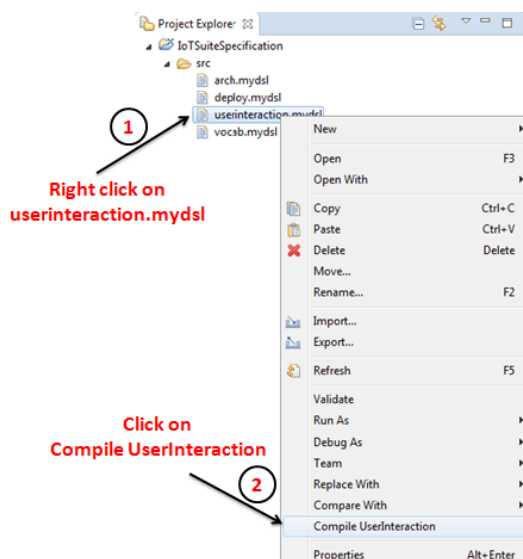 Project Explorer
IoTSuiteSpecification
src
arch.mydsl
deploy.mydsl
userinteraction.mydsl
vocab.mydsl
1
Right click on
userinteraction.mydsl
New
Open F3
Open With
Copy Ctrl+C
Paste Ctrl+V
Delete Delete
Move...
Rename... F2
Import...
Export...
Refresh F5
Validate
Run As
Debug As
Team
Replace With
Compare With
Compile UserInteraction
Properties Alt+Enter
Click on
Compile UserInteraction
2